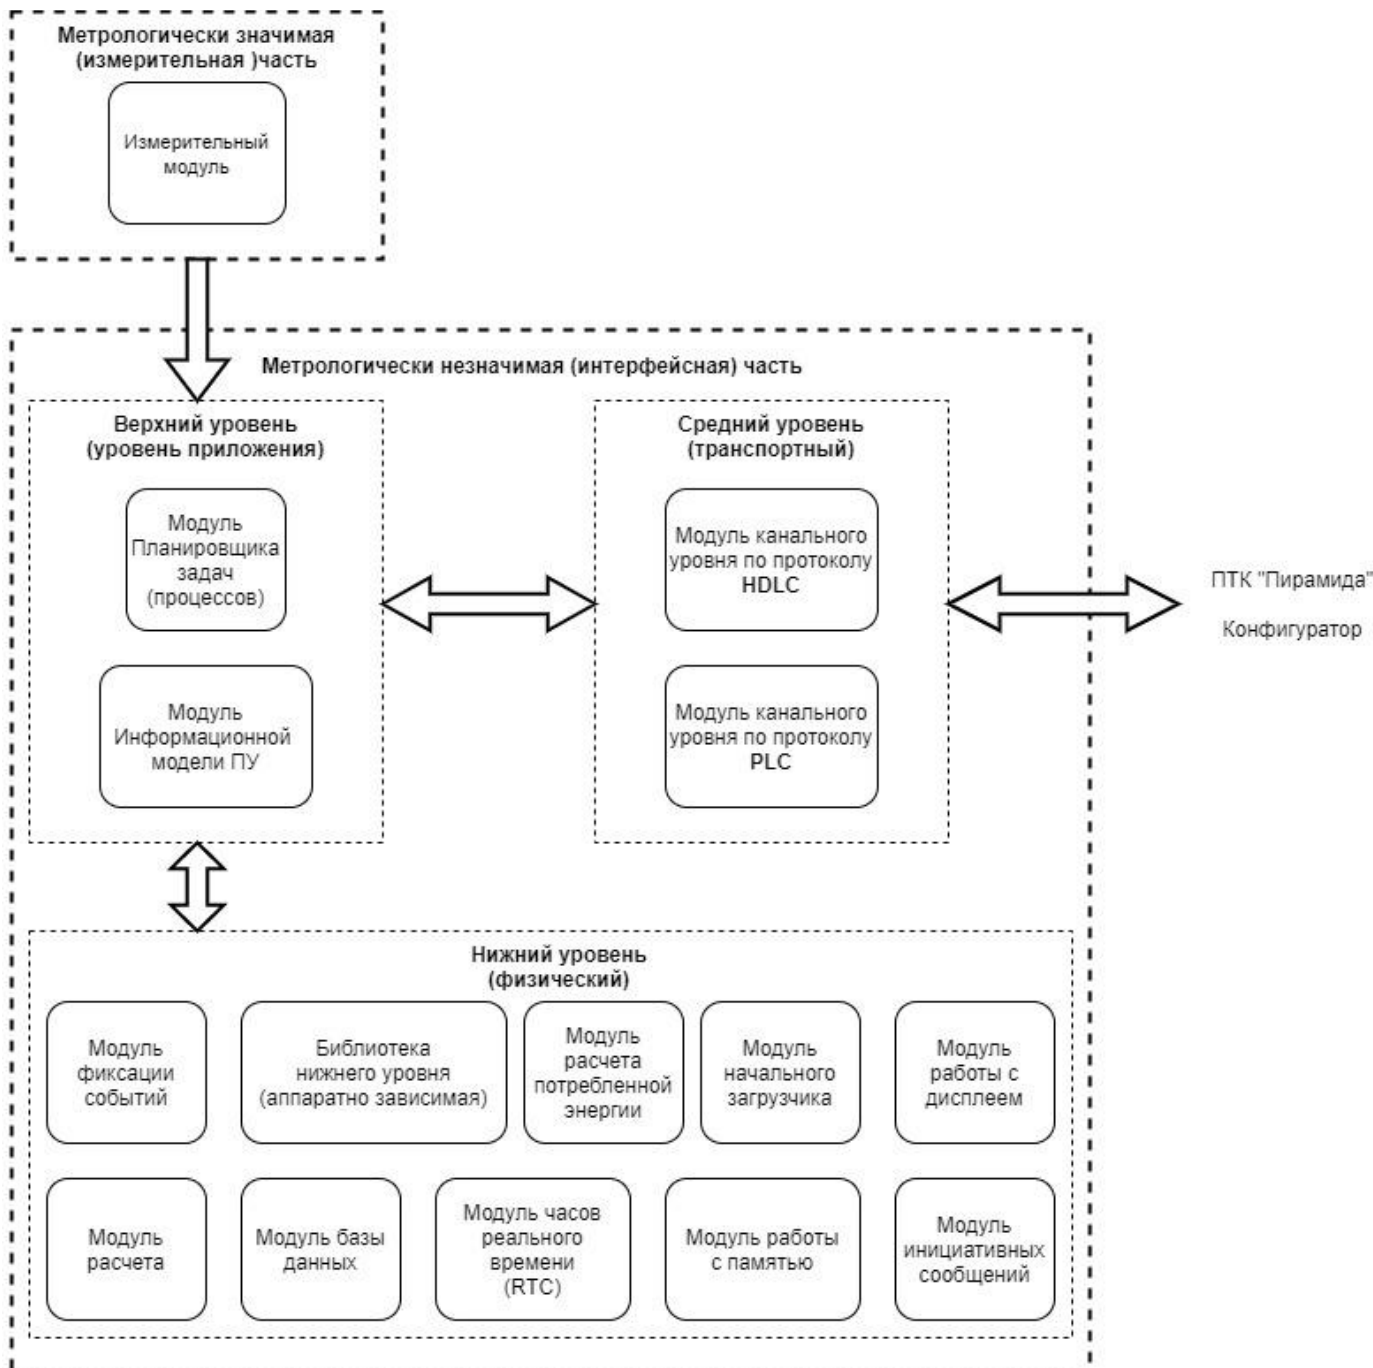 Метрологически значимая
(измерительная )часть
Измерительный
модуль
Метрологически незначимая (интерфейсная) часть
Верхний уровень
(уровень приложения)
Модуль
Планировщика
задач
(процессов)
Модуль
Информационной
модели ПУ
Средний уровень
(транспортный)
Модуль канального
уровня по протоколу
HDLC
Модуль канального
уровня по протоколу
PLC
ПТК "Пирамида"
Конфигуратор
Нижний уровень
(физический)
Модуль
фиксации
событий
Библиотека
нижнего уровня
(аппаратно зависимая)
Модуль
расчета
потребленной
энергии
Модуль
начального
загрузчика
Модуль
работы с
дисплеем
Модуль
расчета
Модуль базы
данных
Модуль часов
реального
времени
(RTC)
Модуль работы
с памятью
Модуль
инициативных
сообщений